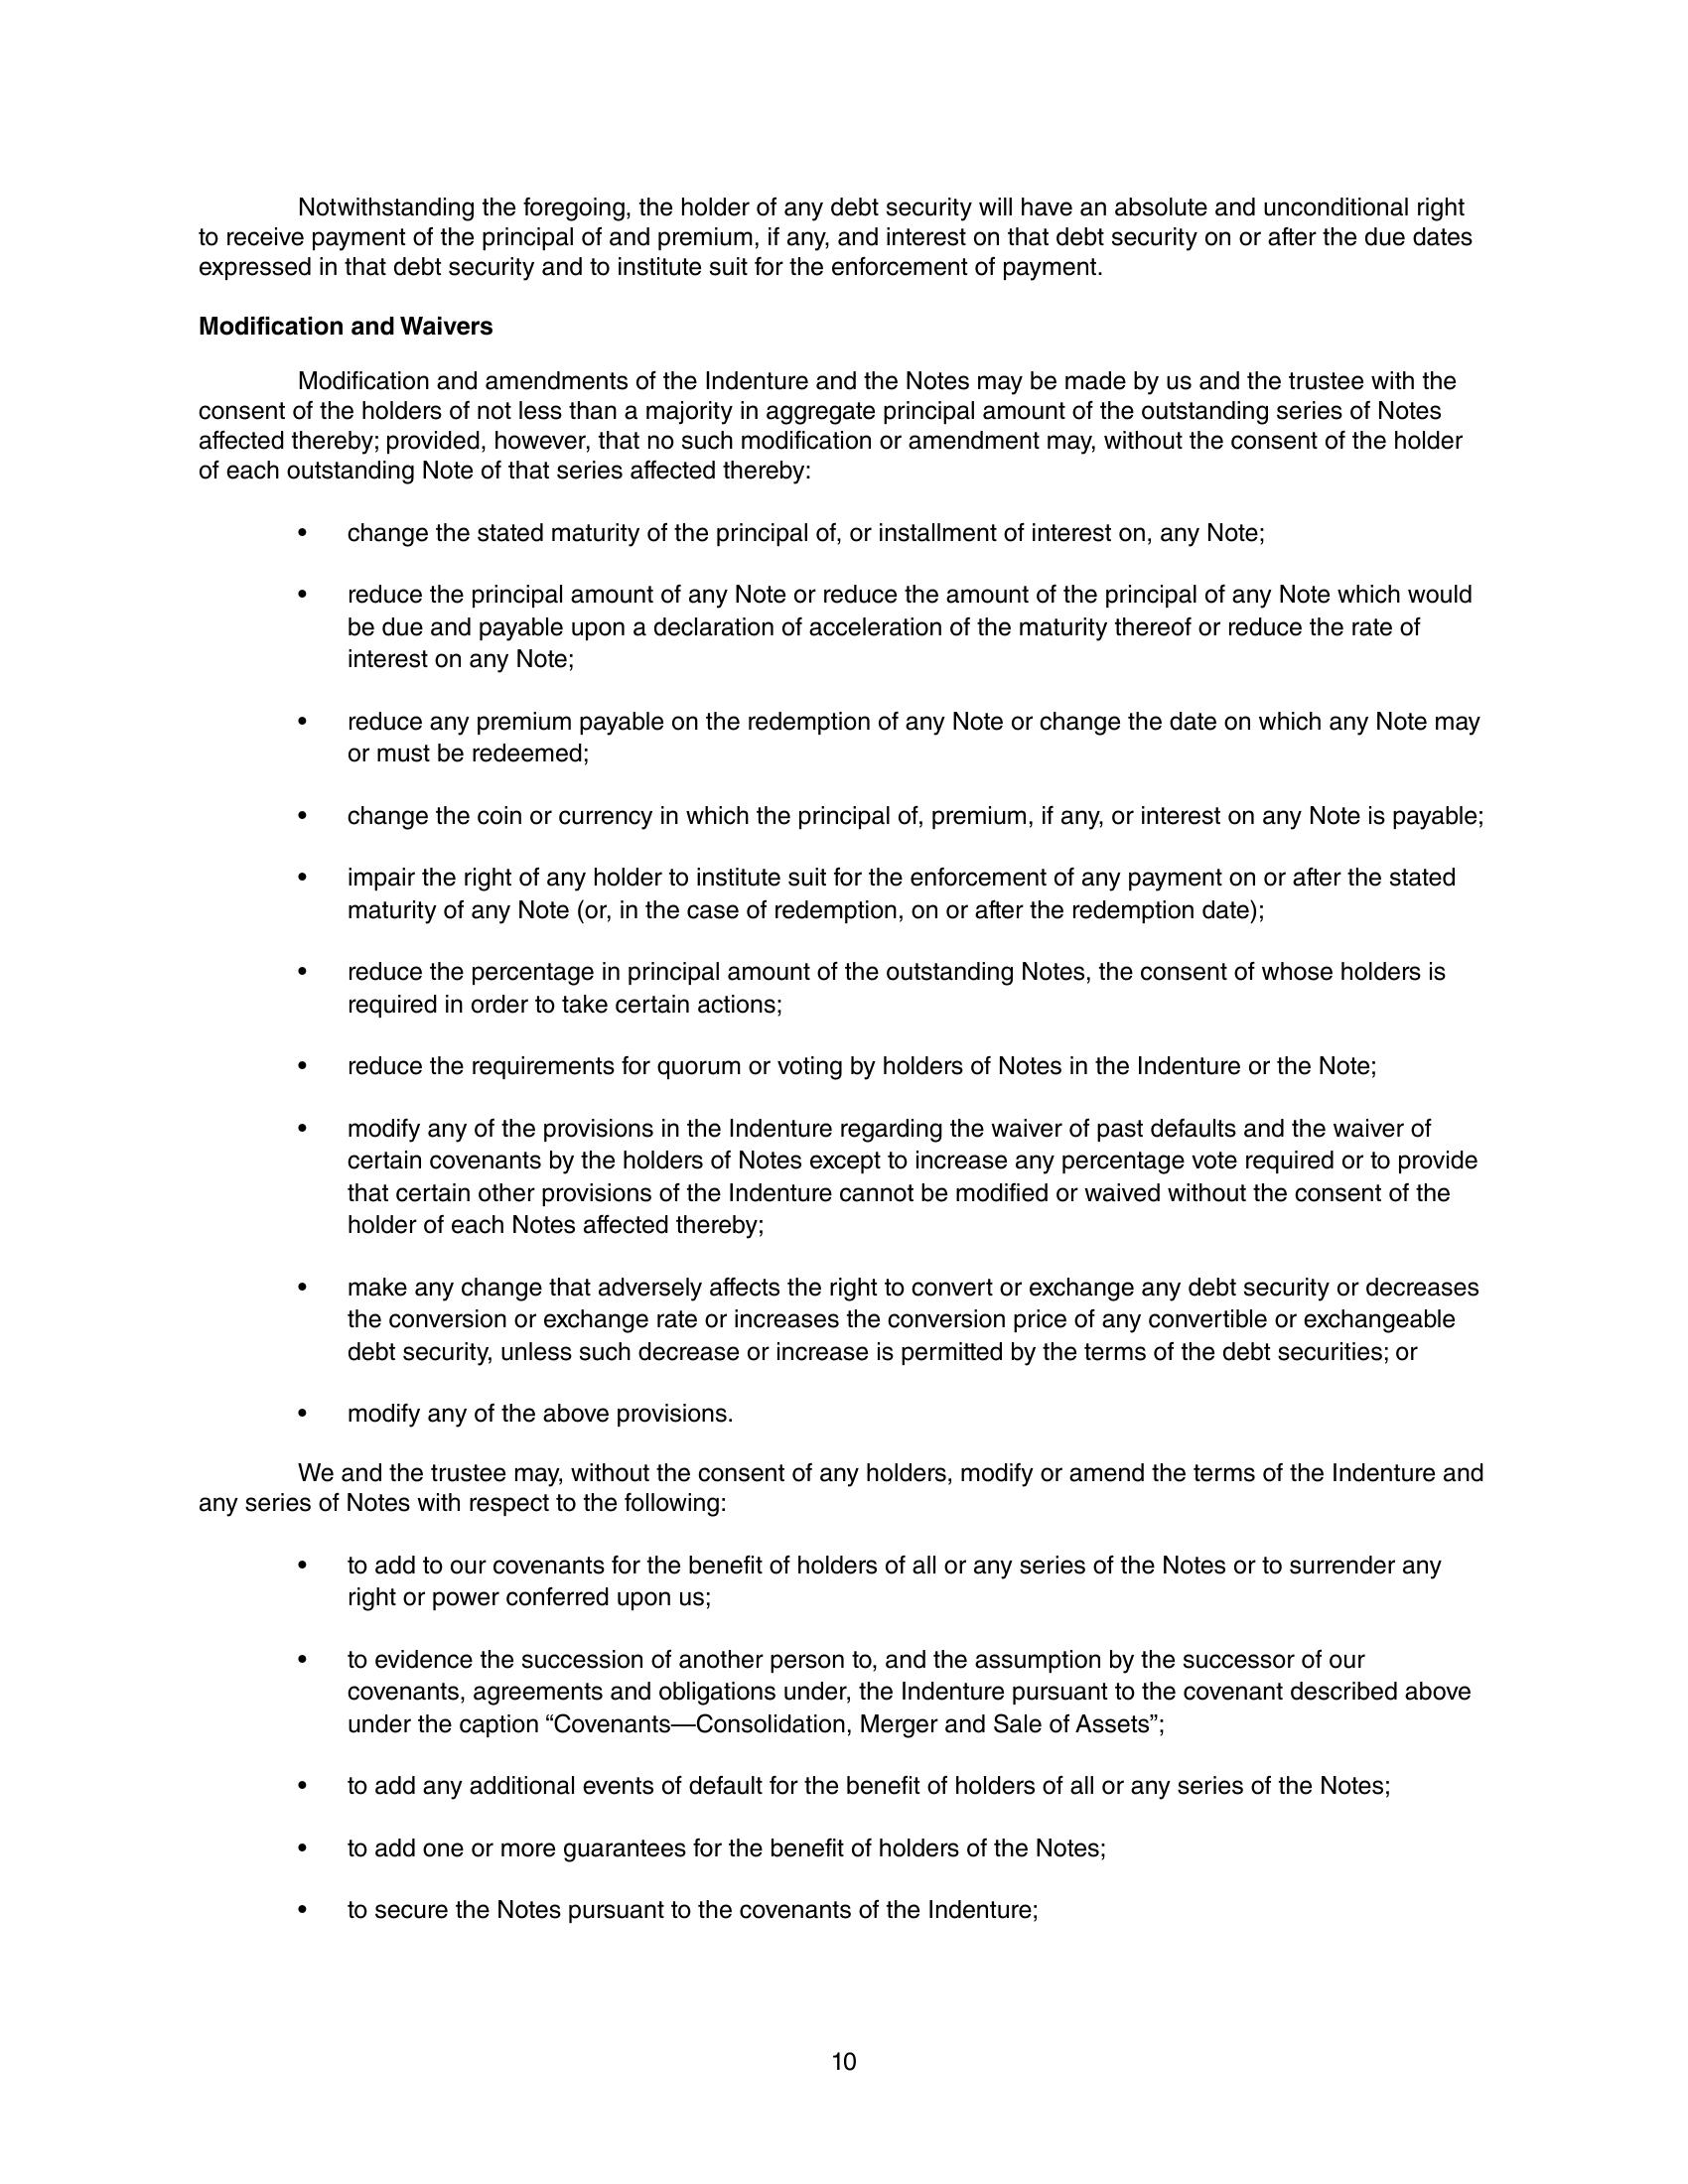 Notwithstanding the foregoing, the holder of any debt security will have an absolute and unconditional right
to receive payment of the principal of and premium, if any, and interest on that debt security on or after the due dates
expressed in that debt security and to institute suit for the enforcement of payment.
Modification and Waivers
Modification and amendments of the Indenture and the Notes may be made by us and the trustee with the
consent of the holders of not less than a majority in aggregate principal amount of the outstanding series of Notes
affected thereby; provided, however, that no such modification or amendment may, without the consent of the holder
of each outstanding Note of that series affected thereby:
• change the stated maturity of the principal of, or installment of interest on, any Note;
• reduce the principal amount of any Note or reduce the amount of the principal of any Note which would
be due and payable upon a declaration of acceleration of the maturity thereof or reduce the rate of
interest on any Note;
• reduce any premium payable on the redemption of any Note or change the date on which any Note may
or must be redeemed;
• change the coin or currency in which the principal of, premium, if any, or interest on any Note is payable;
• impair the right of any holder to institute suit for the enforcement of any payment on or after the stated
maturity of any Note (or, in the case of redemption, on or after the redemption date);
• reduce the percentage in principal amount of the outstanding Notes, the consent of whose holders is
required in order to take certain actions;
• reduce the requirements for quorum or voting by holders of Notes in the Indenture or the Note;
• modify any of the provisions in the Indenture regarding the waiver of past defaults and the waiver of
certain covenants by the holders of Notes except to increase any percentage vote required or to provide
that certain other provisions of the Indenture cannot be modified or waived without the consent of the
holder of each Notes affected thereby;
• make any change that adversely affects the right to convert or exchange any debt security or decreases
the conversion or exchange rate or increases the conversion price of any convertible or exchangeable
debt security, unless such decrease or increase is permitted by the terms of the debt securities; or
• modify any of the above provisions.
We and the trustee may, without the consent of any holders, modify or amend the terms of the Indenture and
any series of Notes with respect to the following:
• to add to our covenants for the benefit of holders of all or any series of the Notes or to surrender any
right or power conferred upon us;
• to evidence the succession of another person to, and the assumption by the successor of our
covenants, agreements and obligations under, the Indenture pursuant to the covenant described above
under the caption “Covenants—Consolidation, Merger and Sale of Assets”;
• to add any additional events of default for the benefit of holders of all or any series of the Notes;
• to add one or more guarantees for the benefit of holders of the Notes;
• to secure the Notes pursuant to the covenants of the Indenture;
10